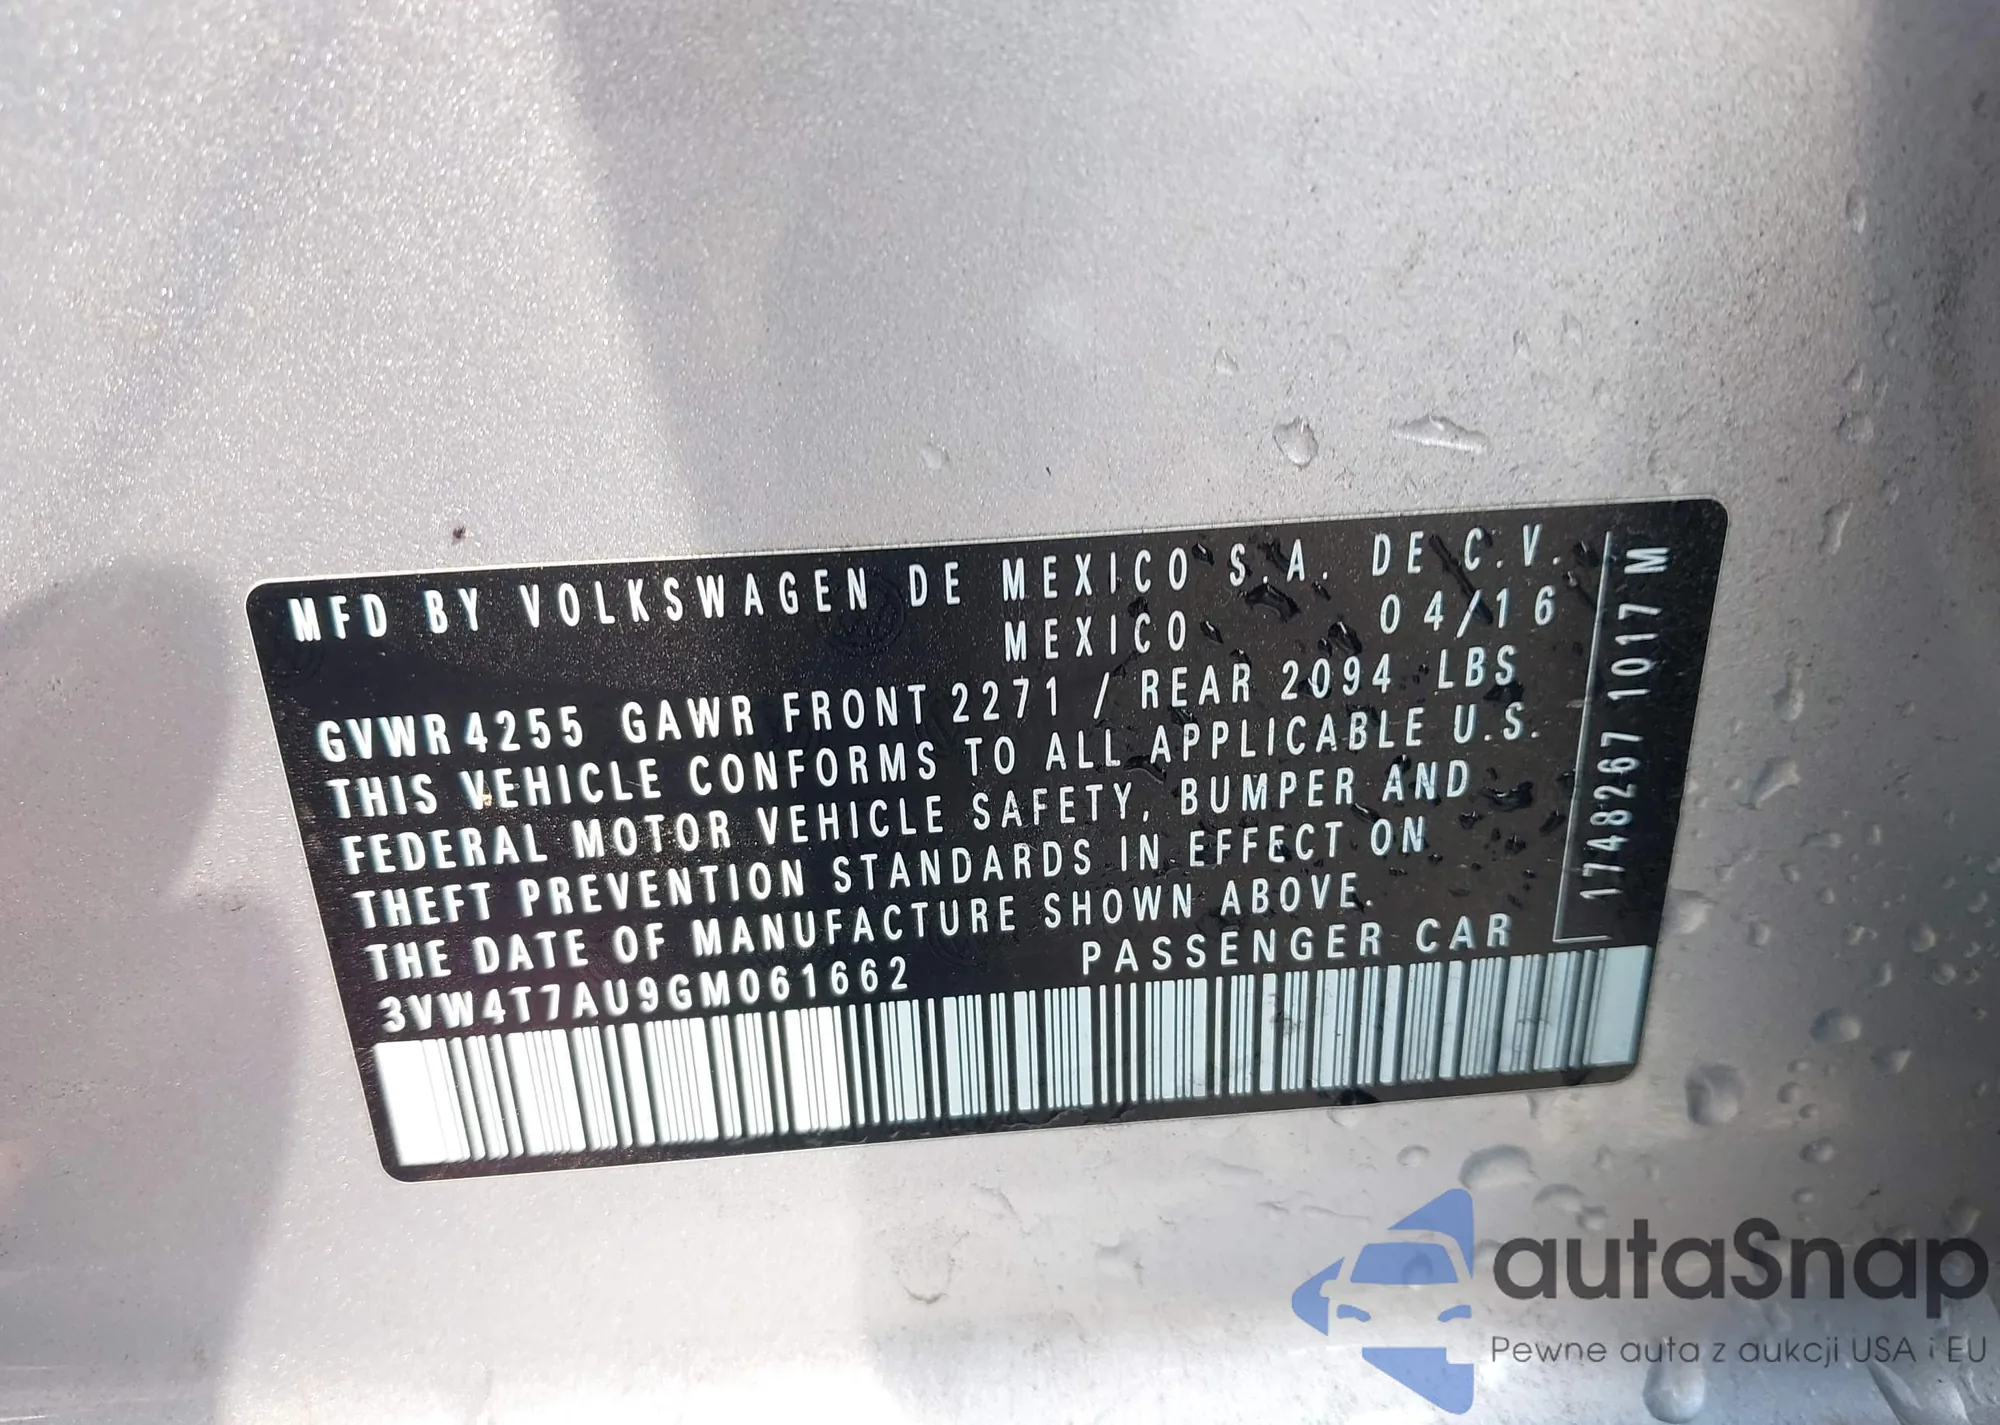 MFD BY VOLKSWAGEN DE MEXICO S.A. DE C.V.
MEXICO 04/16
GVWR 4255 GAWR FRONT 2271 / REAR 2094 LBS
THIS VEHICLE CONFORMS TO ALL APPLICABLE U.S.
FEDERAL MOTOR VEHICLE SAFETY, BUMPER AND
THEFT PREVENTION STANDARDS IN EFFECT ON
THE DATE OF MANUFACTURE SHOWN ABOVE.
3VW4T7AU9GM061662 PASSENGER CAR
1748267 1017 M
autaSnap
Pewne auta z aukcji USA i EU